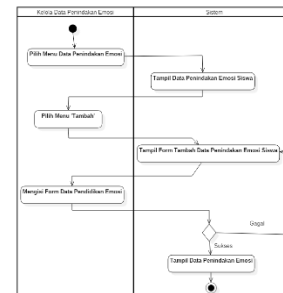 Kelola Data Penindakan Emosi
Sistem
Pilih Menu Data Penindakan Emosi
Tampil Data Penindakan Emosi Siswa
Pilih Menu 'Tambah'
Tampil Form Tambah Data Penindakan Emosi Siswa
Mengisi Form Data Pendidikan Emosi
Gagal
Sukses
Tampil Data Penindakan Emosi